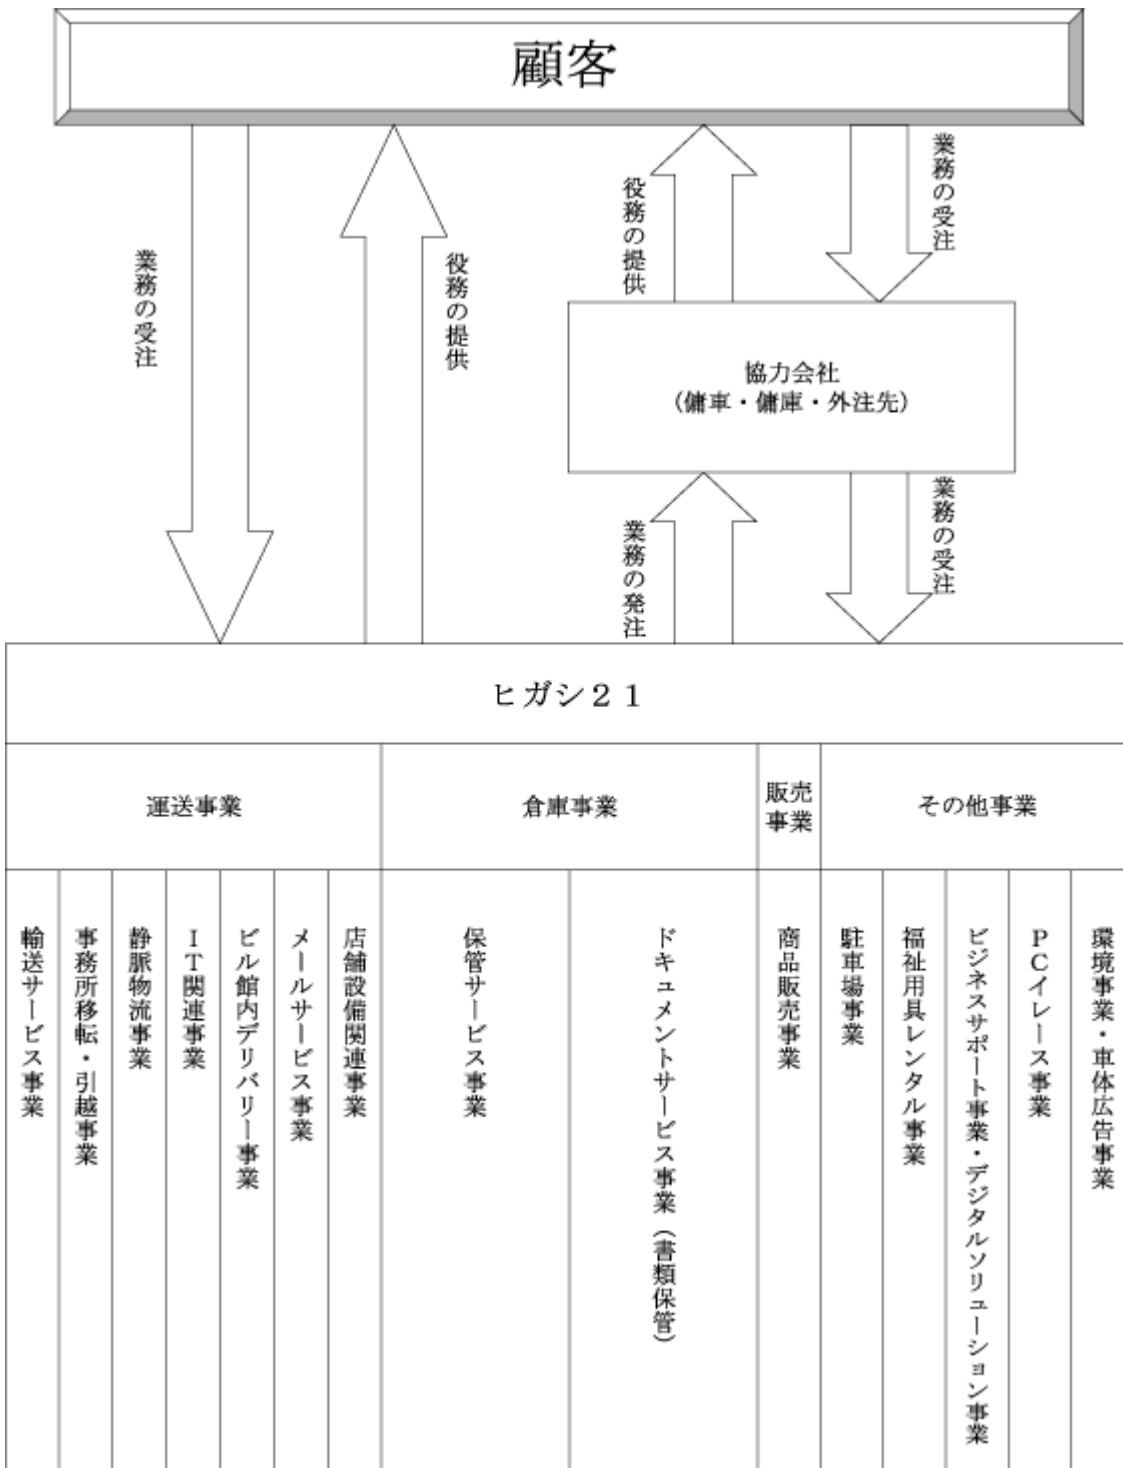 顧客
業務の受注
役務の提供
役務の提供
業務の受注
協力会社
(傭車・傭庫・外注先)
業務の発注
業務の受注
ヒガシ２１
運送事業
倉庫事業
販売
事業
その他事業
輸送サービス事業
事務所移転・引越事業
静脈物流事業
ＩＴ関連事業
ビル館内デリバリー事業
メールサービス事業
店舗設備関連事業
保管サービス事業
ドキュメントサービス事業（書類保管）
商品販売事業
駐車場事業
福祉用具レンタル事業
ビジネスサポート事業・デジタルソリューション事業
ＰＣイレース事業
環境事業・車体広告事業